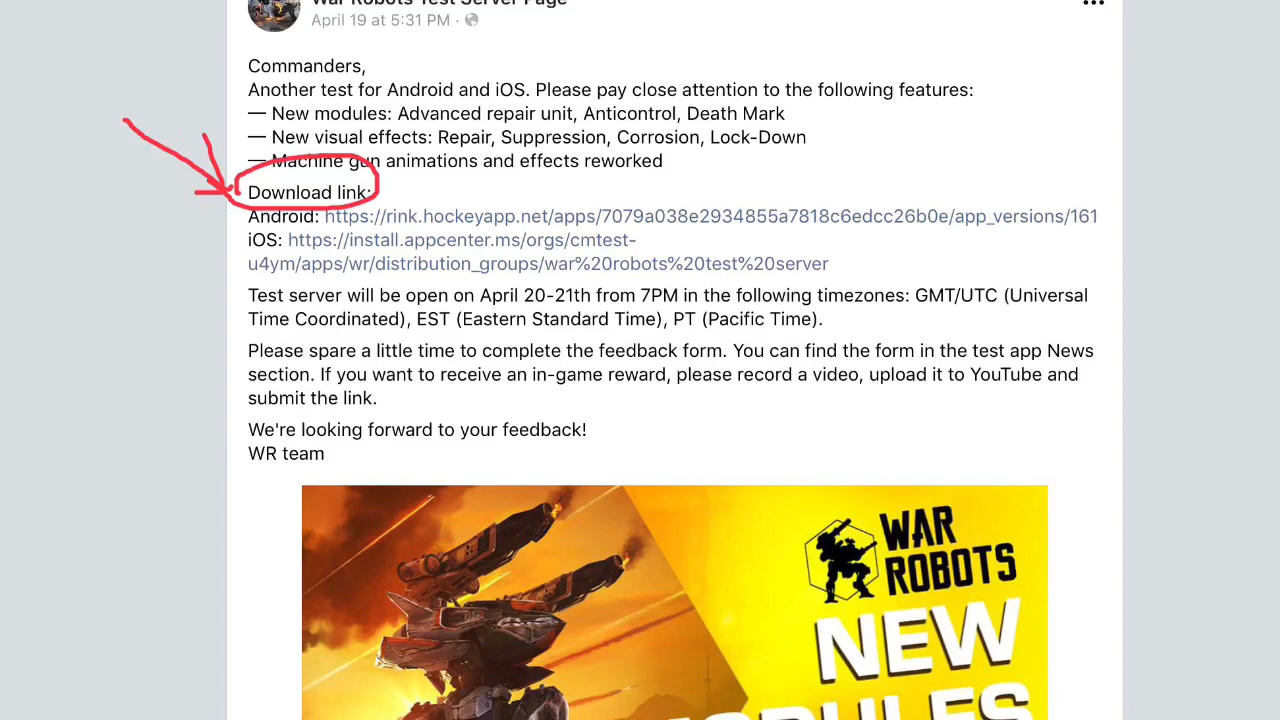 War Robots Test Server Page
April 19 at 5:31 PM ·
Commanders,
Another test for Android and iOS. Please pay close attention to the following features:
— New modules: Advanced repair unit, Anticontrol, Death Mark
— New visual effects: Repair, Suppression, Corrosion, Lock-Down
— Machine gun animations and effects reworked
Download link:
Android: https://rink.hockeyapp.net/apps/7079a038e2934855a7818c6edcc26b0e/app_versions/161
iOS: https://install.appcenter.ms/orgs/cmtest-
u4ym/apps/wr/distribution_groups/war%20robots%20test%20server
Test server will be open on April 20-21th from 7PM in the following timezones: GMT/UTC (Universal
Time Coordinated), EST (Eastern Standard Time), PT (Pacific Time).
Please spare a little time to complete the feedback form. You can find the form in the test app News
section. If you want to receive an in-game reward, please record a video, upload it to YouTube and
submit the link.
We're looking forward to your feedback!
WR team
WAR
ROBOTS
NEW
MODULES